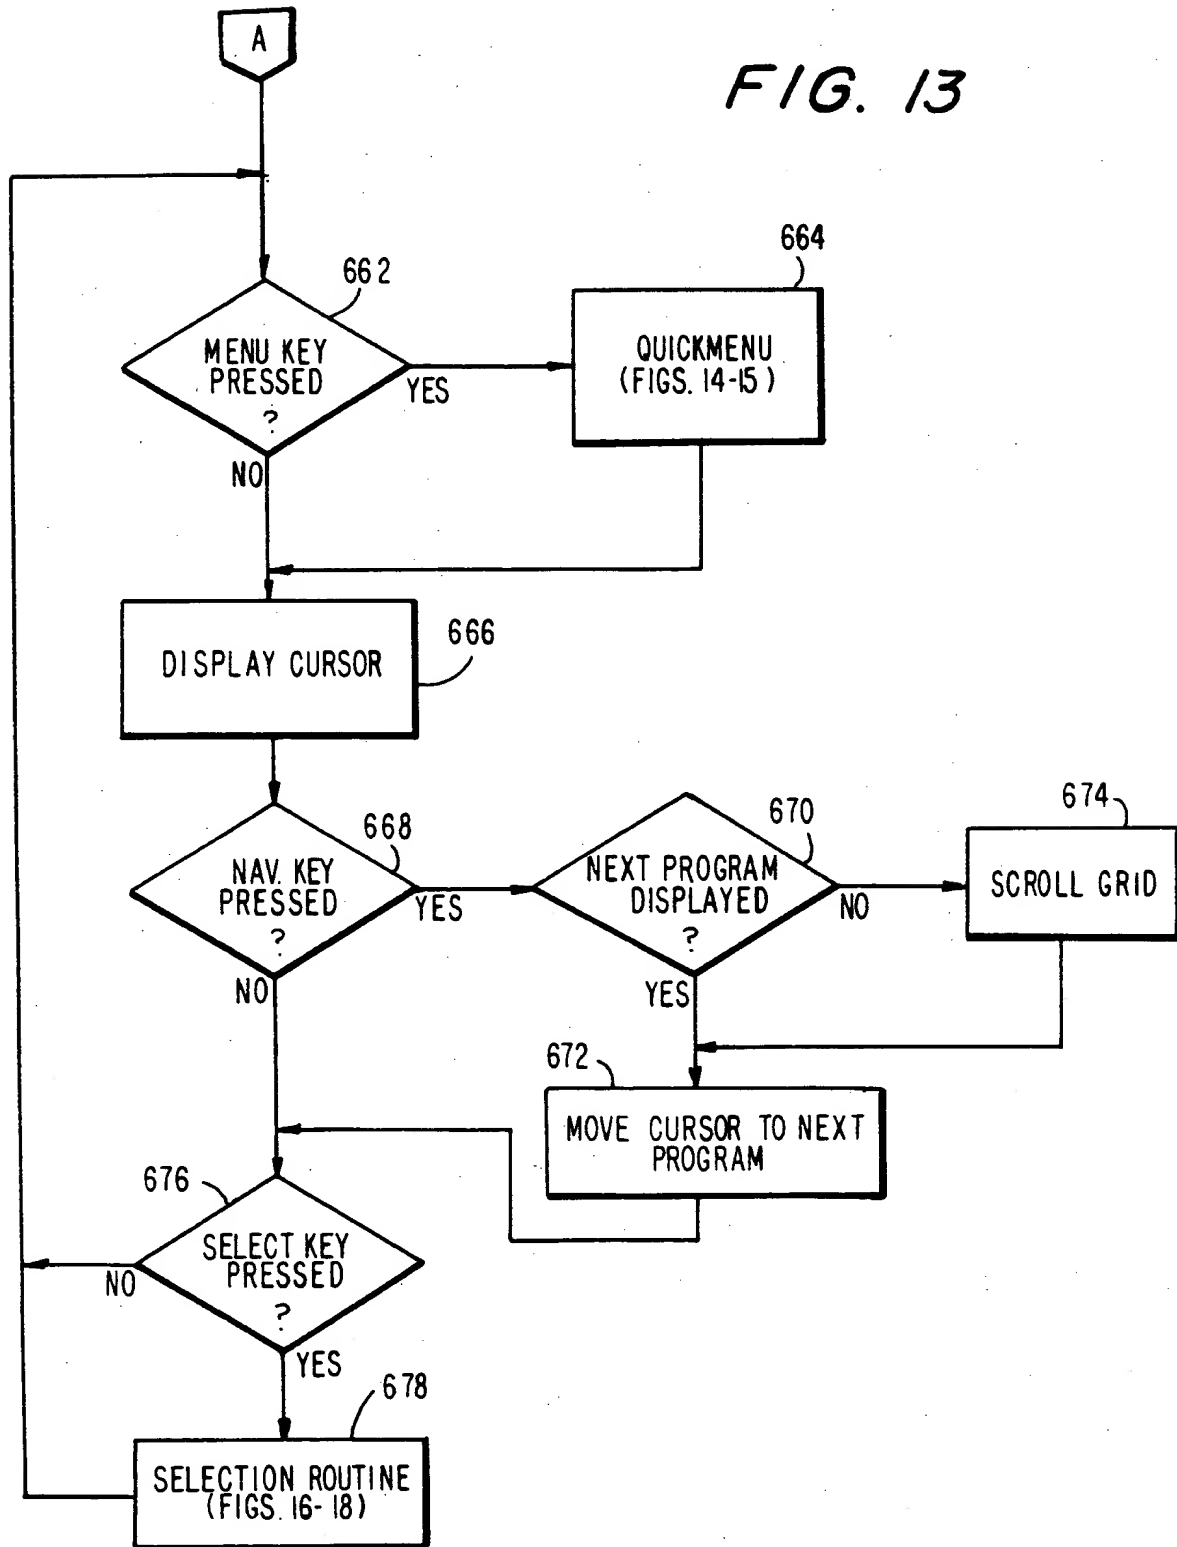 A
FIG. 13
662
MENU KEY
PRESSED
?
YES
NO
664
QUICKMENU
(FIGS. 14-15)
666
DISPLAY CURSOR
668
NAV. KEY
PRESSED
?
YES
NO
670
NEXT PROGRAM
DISPLAYED
?
NO
YES
674
SCROLL GRID
672
MOVE CURSOR TO NEXT
PROGRAM
676
SELECT KEY
PRESSED
?
NO
YES
678
SELECTION ROUTINE
(FIGS. 16-18)